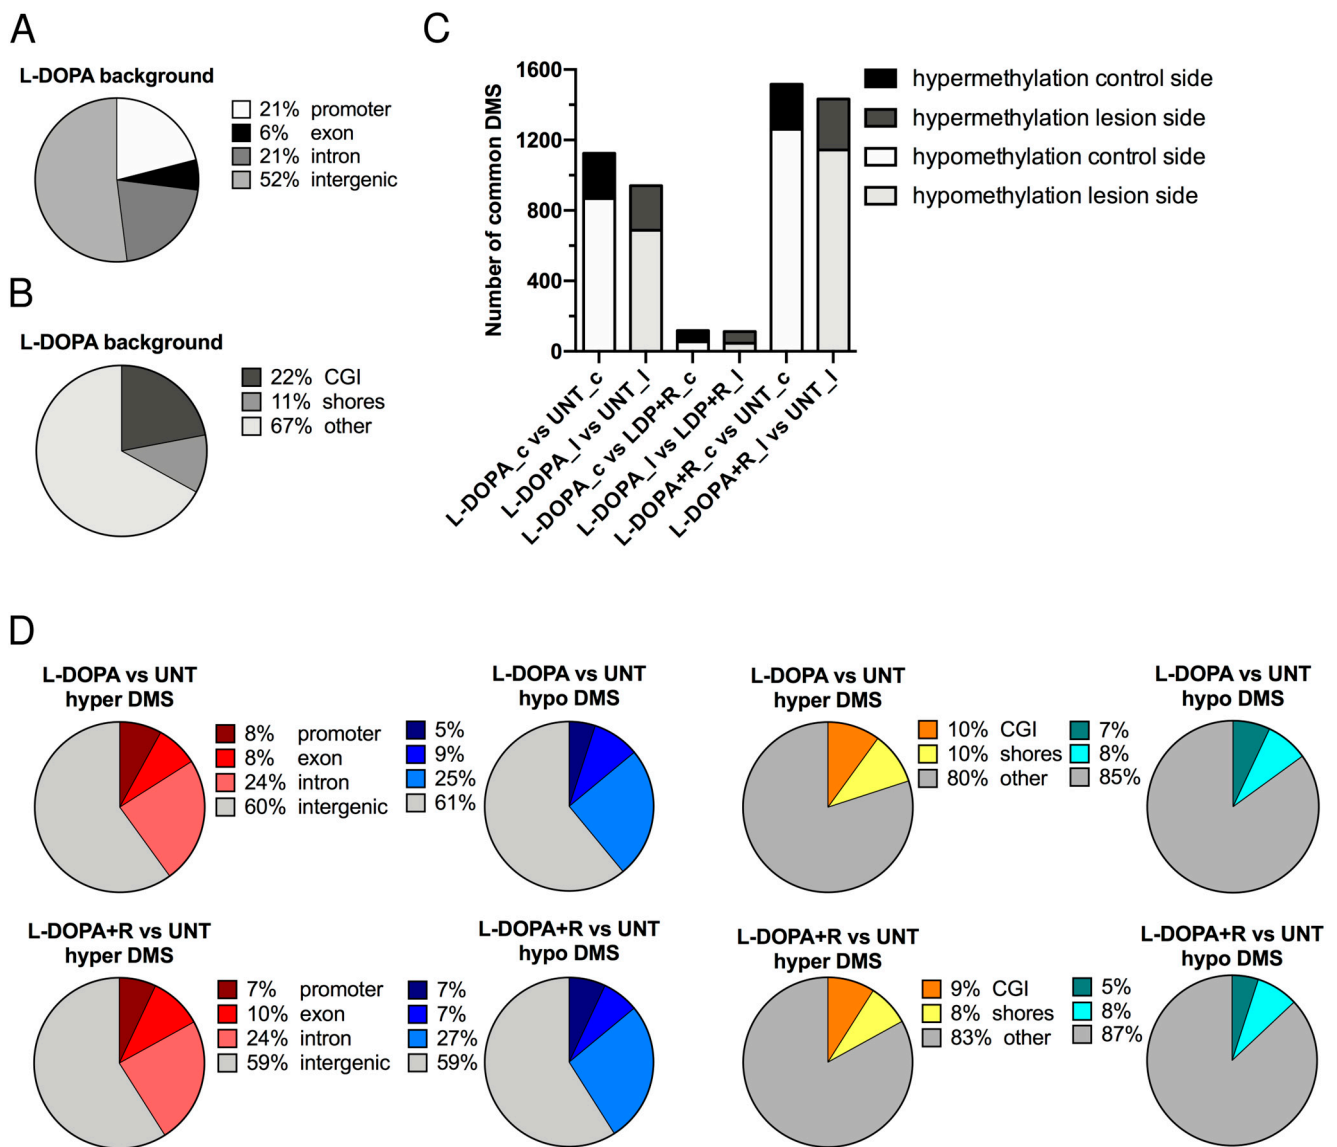 A
L-DOPA background
21% promoter
6% exon
21% intron
52% intergenic
B
L-DOPA background
22% CGI
11% shores
67% other
C
Number of common DMS
1600
1200
800
400
0
L-DOPA_c vs UNT_c
L-DOPA_l vs UNT_l
L-DOPA_c vs LDP+R_c
L-DOPA_l vs LDP+R_l
L-DOPA+R_c vs UNT_c
L-DOPA+R_l vs UNT_l
hypermethylation control side
hypermethylation lesion side
hypomethylation control side
hypomethylation lesion side
D
L-DOPA vs UNT
hyper DMS
8% promoter
8% exon
24% intron
60% intergenic
L-DOPA vs UNT
hypo DMS
5%
9%
25%
61%
L-DOPA vs UNT
hyper DMS
10% CGI
10% shores
80% other
L-DOPA vs UNT
hypo DMS
7%
8%
85%
L-DOPA+R vs UNT
hyper DMS
7% promoter
10% exon
24% intron
59% intergenic
L-DOPA+R vs UNT
hypo DMS
7%
7%
27%
59%
L-DOPA+R vs UNT
hyper DMS
9% CGI
8% shores
83% other
L-DOPA+R vs UNT
hypo DMS
5%
8%
87%